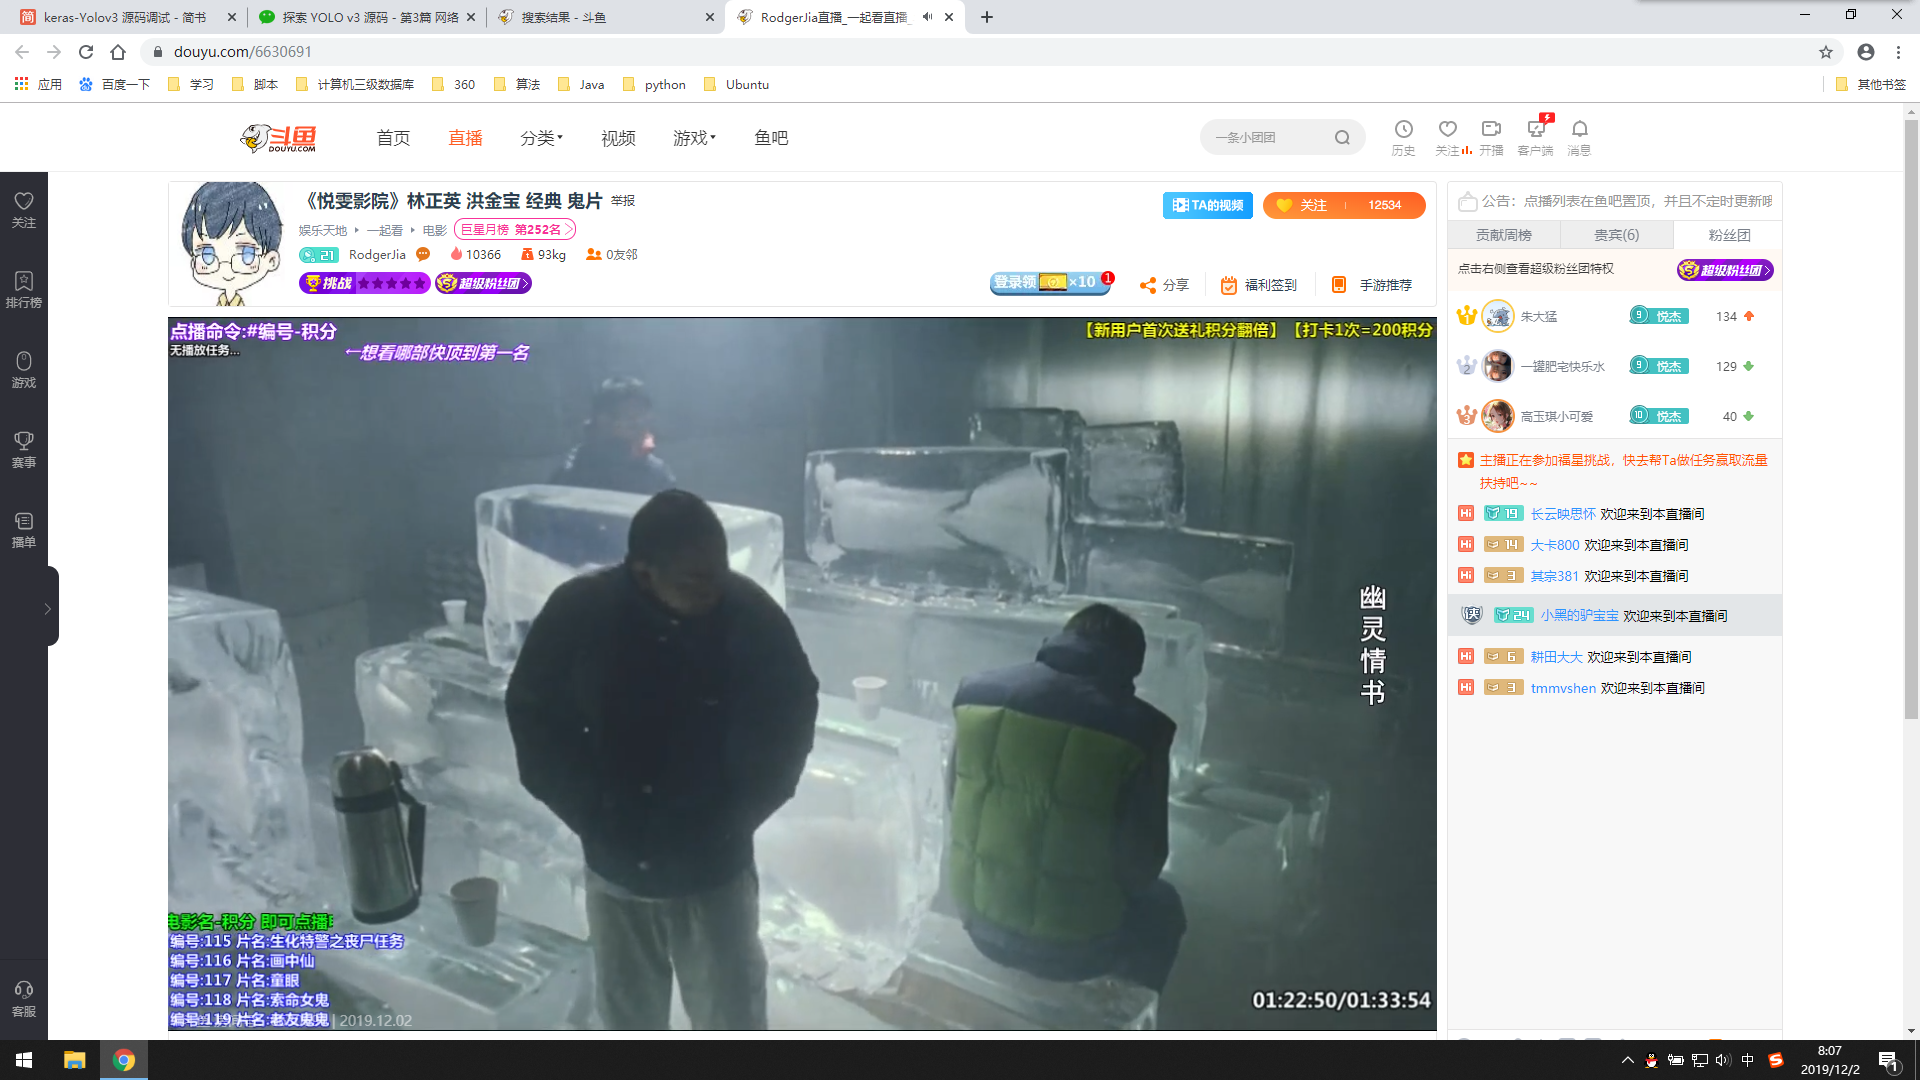 keras-Yolov3 源码调试 - 简书
探索 YOLO v3 源码 - 第3篇 网络
搜索结果 - 斗鱼
RodgerJia直播_一起看直播_
douyu.com/6630691
应用
百度一下
学习
脚本
计算机三级数据库
360
算法
Java
python
Ubuntu
其他书签
斗鱼
DOUYU.COM
首页
直播
分类
视频
游戏
鱼吧
一条小团团
历史
关注
开播
客户端
消息
关注
排行榜
游戏
赛事
播单
客服
《悦雯影院》林正英 洪金宝 经典 鬼片
举报
娱乐天地
一起看
电影
巨星月榜 第252名
21
RodgerJia
10366
93kg
0友邻
挑战
超级粉丝团
TA的视频
关注
12534
登录领
×10
1
分享
福利签到
手游推荐
点播命令:#编号-积分
无播放任务...
←想看哪部快顶到第一名
【新用户首次送礼积分翻倍】【打卡1次=200积分
幽灵情书
电影名-积分 即可点播
编号:115 片名:生化特警之丧尸任务
编号:116 片名:画中仙
编号:117 片名:童眼
编号:118 片名:索命女鬼
编号:119 片名:老友鬼鬼
| 2019.12.02
01:22:50/01:33:54
公告：点播列表在鱼吧置顶，并且不定时更新哦
贡献周榜
贵宾(6)
粉丝团
点击右侧查看超级粉丝团特权
超级粉丝团
1
朱大猛
9 悦杰
134
2
一罐肥宅快乐水
9 悦杰
129
3
高玉琪小可爱
10 悦杰
40
主播正在参加福星挑战，快去帮Ta做任务赢取流量
扶持吧~~
Hi 19 长云映思怀 欢迎来到本直播间
Hi 14 大卡800 欢迎来到本直播间
Hi 3 其宗381 欢迎来到本直播间
侠 24 小黑的驴宝宝 欢迎来到本直播间
Hi 6 耕田大大 欢迎来到本直播间
Hi 3 tmmvshen 欢迎来到本直播间
中
8:07
2019/12/2
1